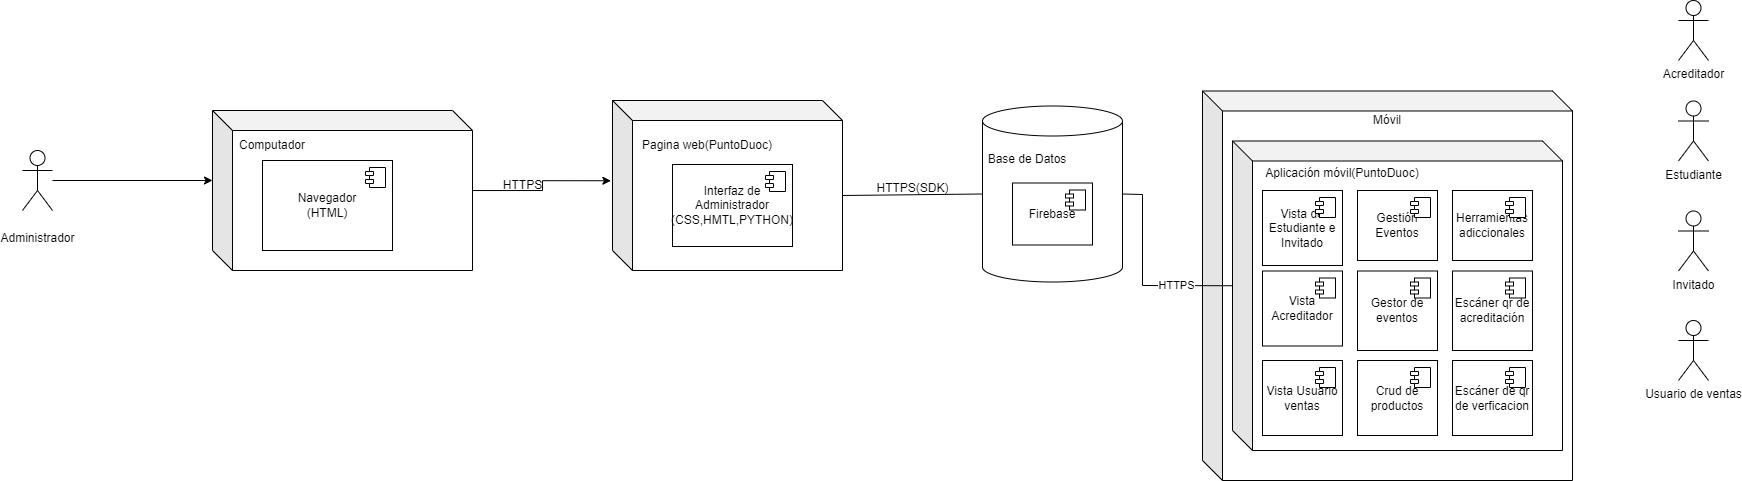 Administrador
Computador
Navegador
(HTML)
HTTPS
Pagina web(PuntoDuoc)
Interfaz de
Administrador
(CSS,HMTL,PYTHON)
HTTPS(SDK)
Base de Datos
Firebase
HTTPS
Móvil
Aplicación móvil(PuntoDuoc)
Vista de
Estudiante e
Invitado
Gestión
Eventos
Herramientas
adiccionales
Vista
Acreditador
Gestor de
eventos
Escáner qr de
acreditación
Vista Usuario
ventas
Crud de
productos
Escáner de qr
de verficacion
Acreditador
Estudiante
Invitado
Usuario de ventas